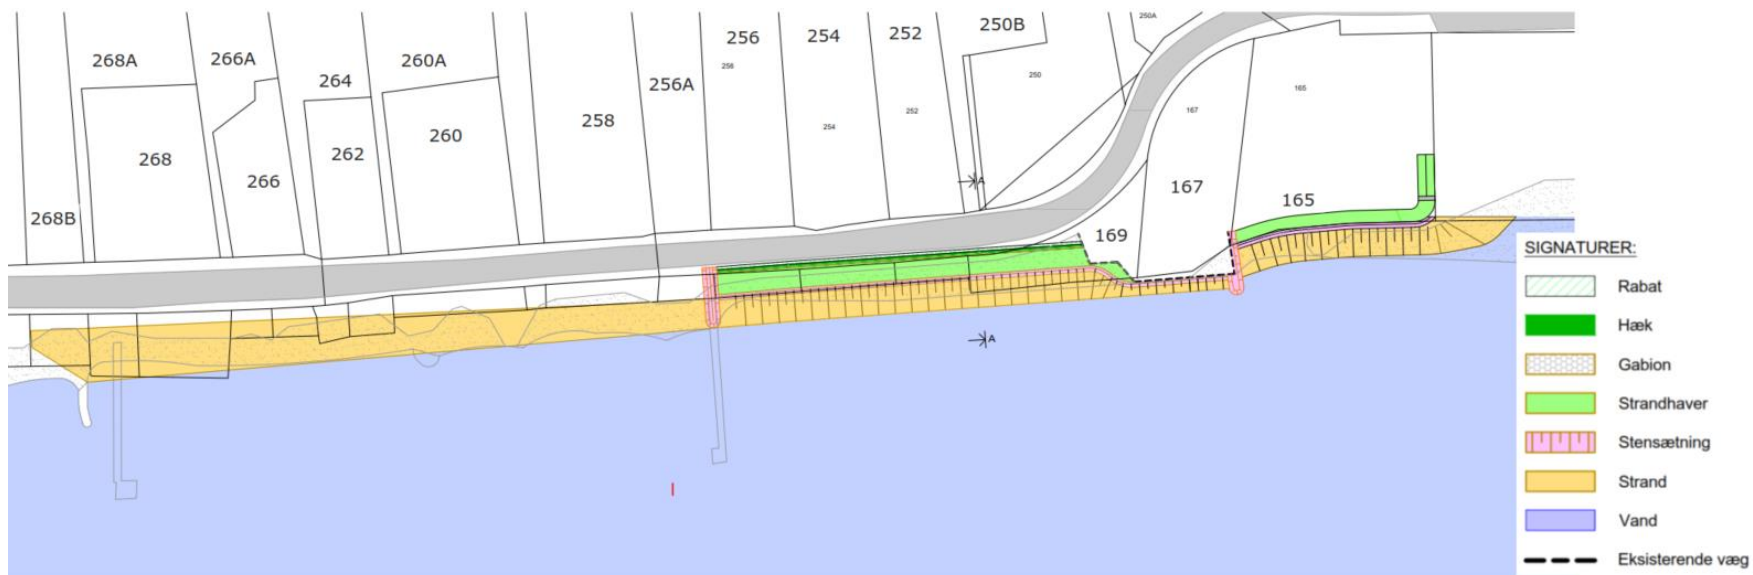 250A
256
254
252
250B
268A
266A
264
260A
256A
256
250
165
258
167
254
252
268
262
260
266
A
167
165
268B
169
A
SIGNATURER:
Rabat
Hæk
Gabion
Strandhaver
Stensætning
Strand
Vand
Eksisterende væg